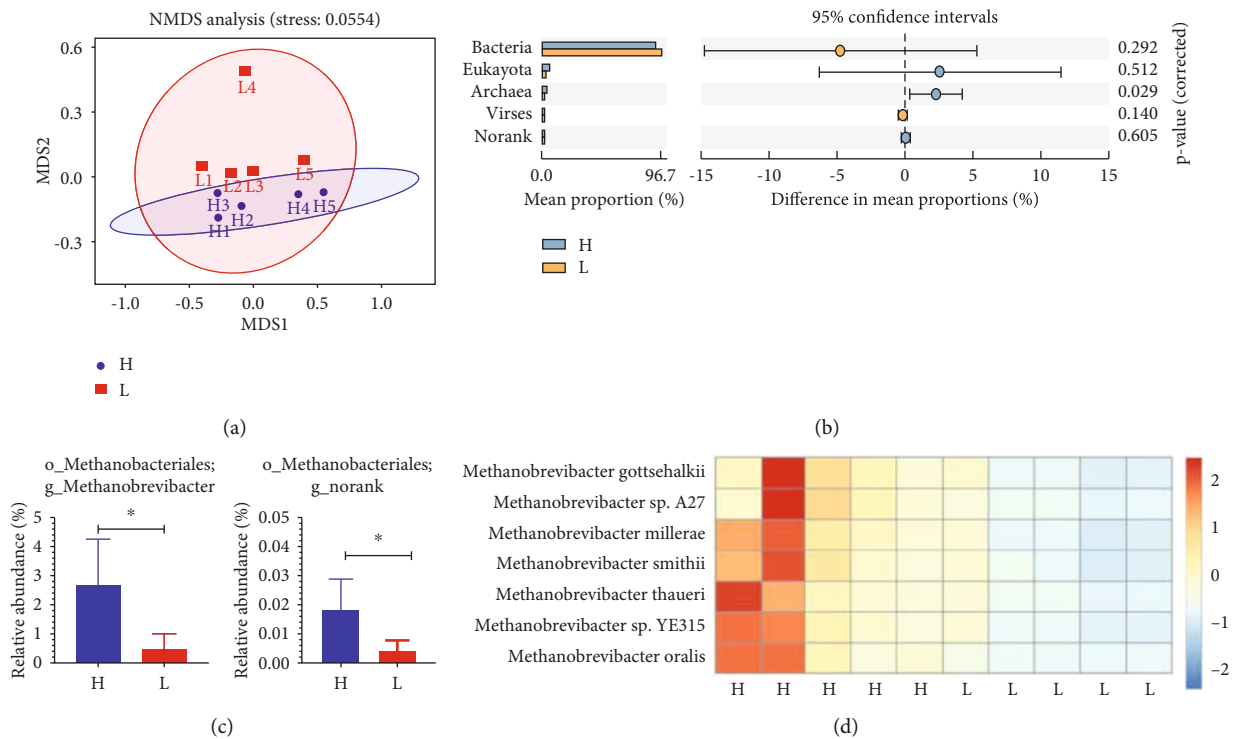 NMDS analysis (stress: 0.0554)
0.6
0.3
0.0
-0.3
MDS2
L4
L1
L2
L3
L5
H3
H1
H2
H4
H5
-1.0
-0.5
0.0
0.5
1.0
MDS1
H
L
(a)
95% confidence intervals
Bacteria
Eukayota
Archaea
Virses
Norank
0.0
96.7
Mean proportion (%)
-15
-10
-5
0
5
10
15
Difference in mean proportions (%)
0.292
0.512
0.029
0.140
0.605
p-value (corrected)
H
L
(b)
o_Methanobacteriales;
g_Methanobrevibacter
Relative abundance (%)
5
4
3
2
1
0
*
H
L
o_Methanobacteriales;
g_norank
Relative abundance (%)
0.05
0.04
0.03
0.02
0.01
0.00
*
H
L
(c)
Methanobrevibacter gottsehalkii
Methanobrevibacter sp. A27
Methanobrevibacter millerae
Methanobrevibacter smithii
Methanobrevibacter thaueri
Methanobrevibacter sp. YE315
Methanobrevibacter oralis
H
H
H
H
H
L
L
L
L
L
2
1
0
–1
–2
(d)